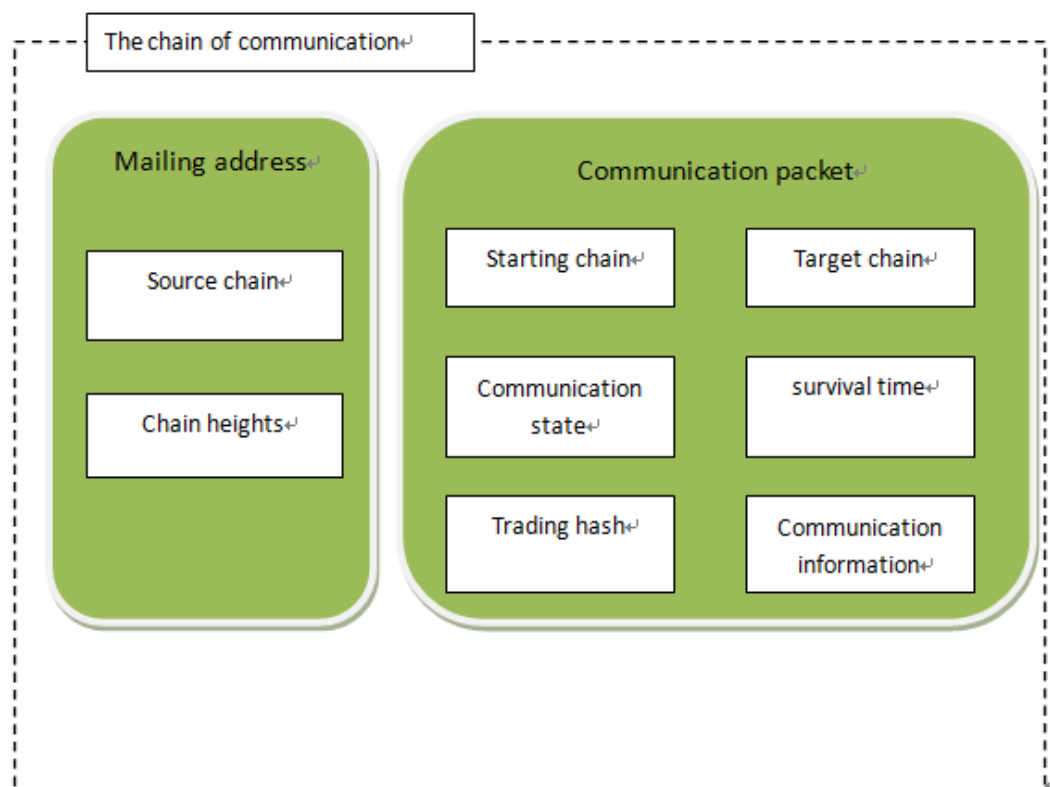 The chain of communication↵
Mailing address↵
Source chain↵
Chain heights↵
Communication packet↵
Starting chain↵
Target chain↵
Communication
state↵
survival time↵
Trading hash↵
Communication
information↵